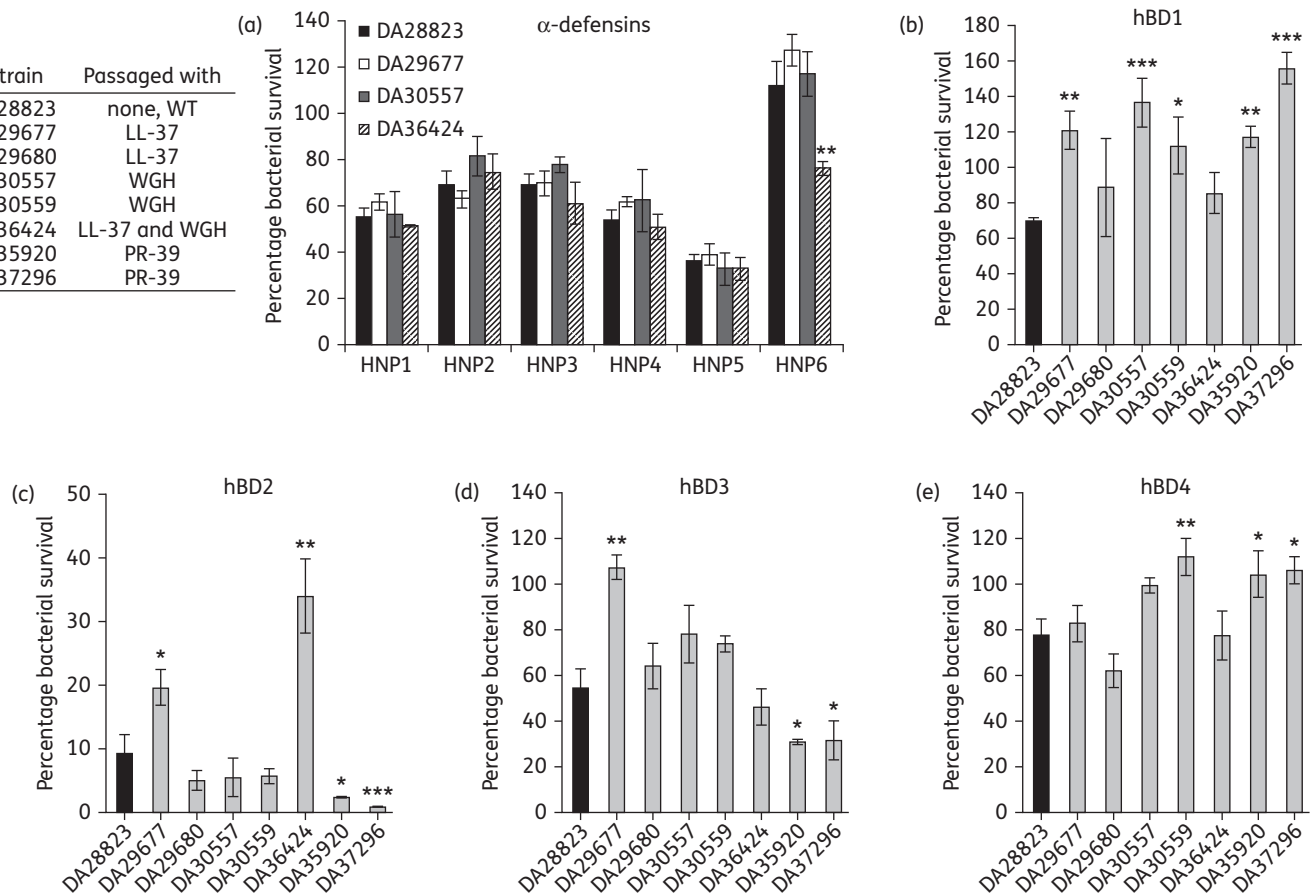 train Passaged with
28823 none, WT
29677 LL-37
29680 LL-37
30557 WGH
30559 WGH
36424 LL-37 and WGH
35920 PR-39
37296 PR-39
(a) α-defensins
DA28823
DA29677
DA30557
DA36424
Percentage bacterial survival
140
120
100
80
60
40
20
0
**
HNP1 HNP2 HNP3 HNP4 HNP5 HNP6
(b) hBD1
Percentage bacterial survival
180
160
140
120
100
80
60
40
20
0
** *** * ** ***
DA28823 DA29677 DA29680 DA30557 DA30559 DA36424 DA35920 DA37296
(c) hBD2
Percentage bacterial survival
50
40
30
20
10
0
* ** * ***
DA28823 DA29677 DA29680 DA30557 DA30559 DA36424 DA35920 DA37296
(d) hBD3
Percentage bacterial survival
140
120
100
80
60
40
20
0
** * *
DA28823 DA29677 DA29680 DA30557 DA30559 DA36424 DA35920 DA37296
(e) hBD4
Percentage bacterial survival
140
120
100
80
60
40
20
0
** * *
DA28823 DA29677 DA29680 DA30557 DA30559 DA36424 DA35920 DA37296